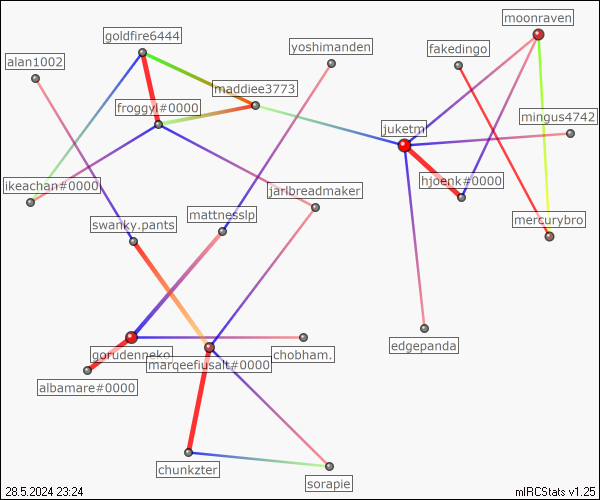 moonraven
goldfire6444
yoshimanden
fakedingo
alan1002
maddiee3773
froggyj#0000
mingus4742
juketm
hjoenk#0000
ikeachan#0000
jarlbreadmaker
mattnesslp
mercurybro
swanky.pants
edgepanda
gorudenneko
chobham.
marqeefiusalt#0000
albamare#0000
chunkzter
sorapie
28.5.2024 23:24
mIRCStats v1.25